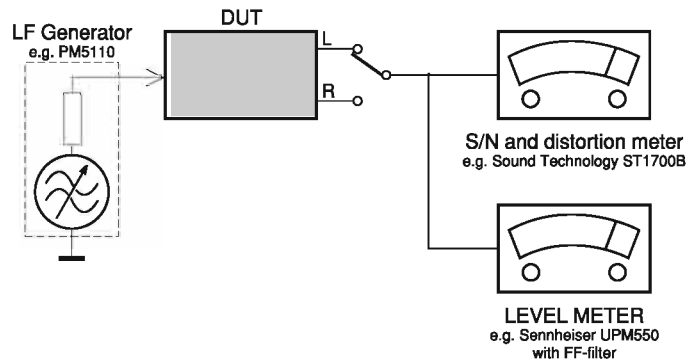 DUT
LF Generator
e.g. PM5110
L
R
S/N and distortion meter
e.g. Sound Technology ST1700B
LEVEL METER
e.g. Sennheiser UPM550
with FF-filter